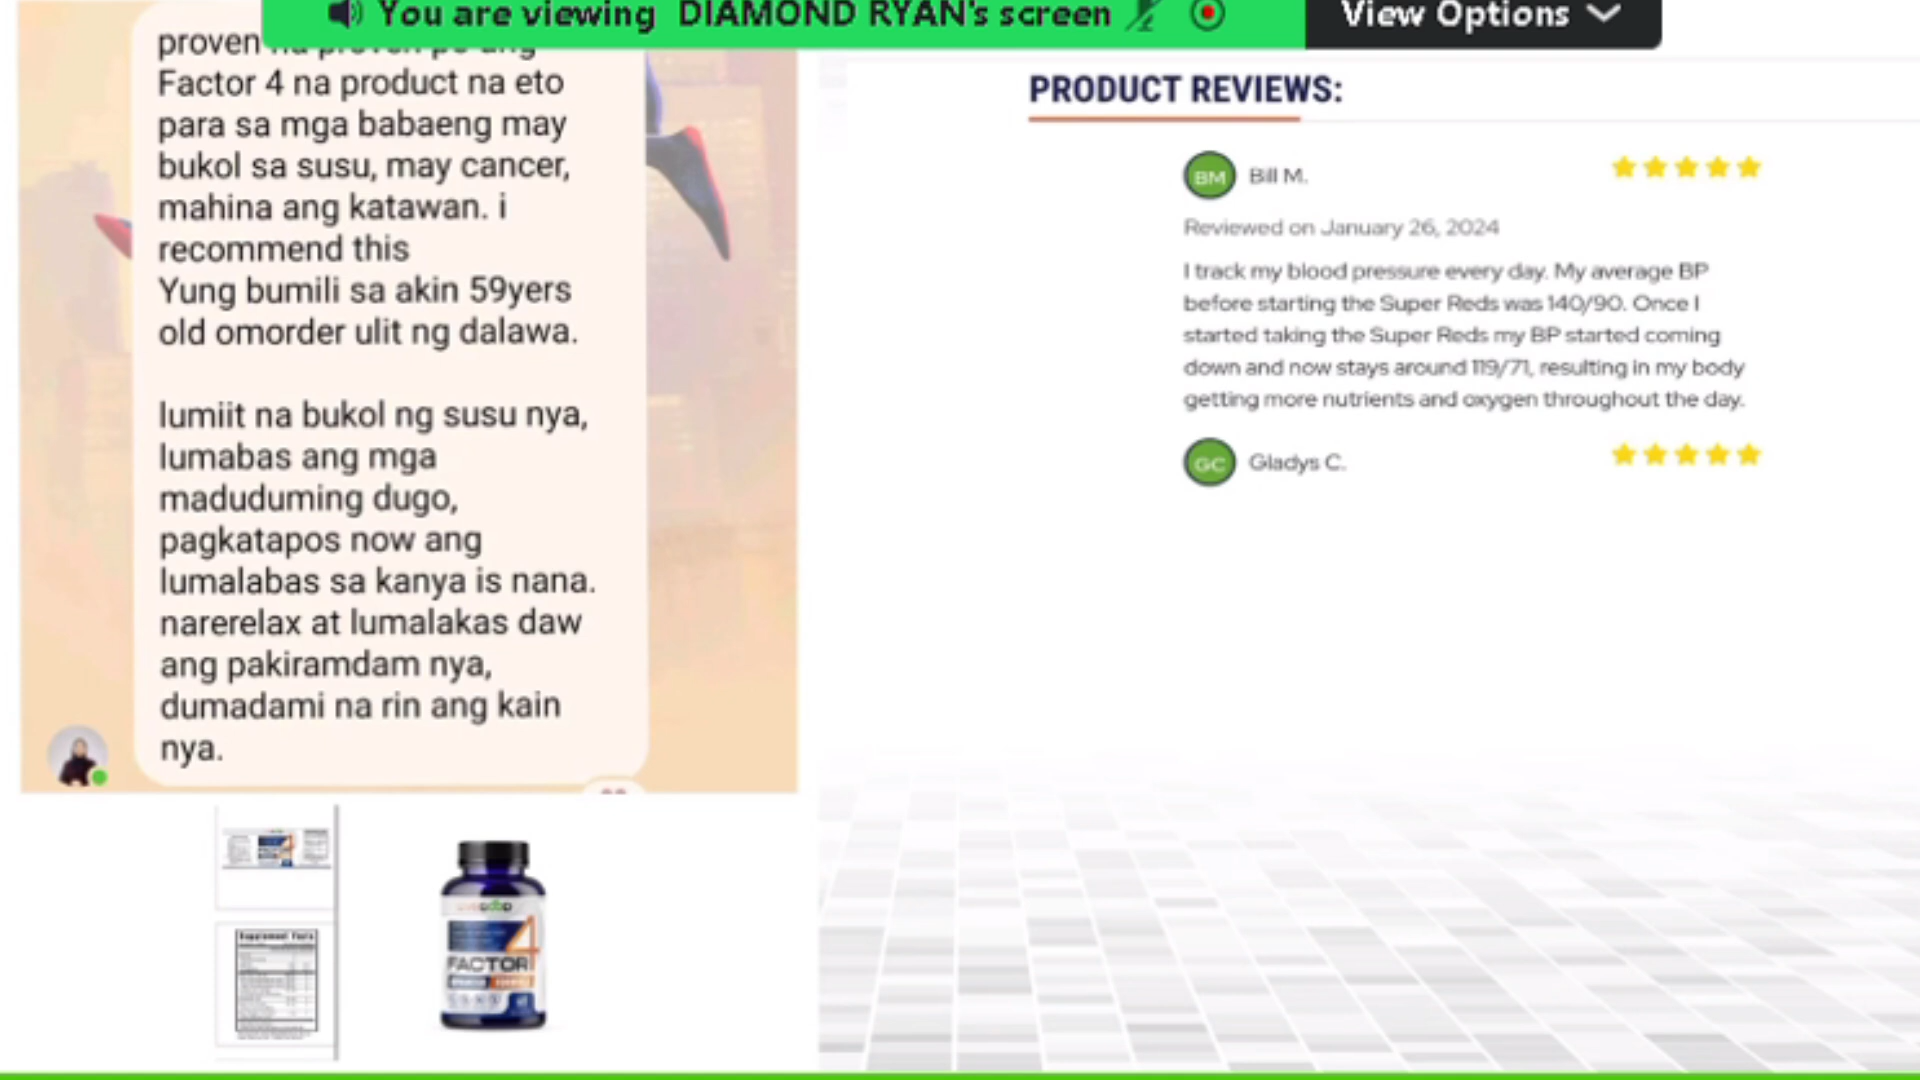 You are viewing DIAMOND RYAN's screen
View Options
proven na proven po ang
Factor 4 na product na eto
para sa mga babaeng may
bukol sa susu, may cancer,
mahina ang katawan. i
recommend this
Yung bumili sa akin 59yers
old omorder ulit ng dalawa.
lumiit na bukol ng susu nya,
lumabas ang mga
maduduming dugo,
pagkatapos now ang
lumalabas sa kanya is nana.
narerelax at lumalakas daw
ang pakiramdam nya,
dumadami na rin ang kain
nya.
Supplement Facts
4
FACTOR
PRODUCT REVIEWS:
BM Bill M.
Reviewed on January 26, 2024
I track my blood pressure every day. My average BP
before starting the Super Reds was 140/90. Once I
started taking the Super Reds my BP started coming
down and now stays around 119/71, resulting in my body
getting more nutrients and oxygen throughout the day.
GC Gladys C.